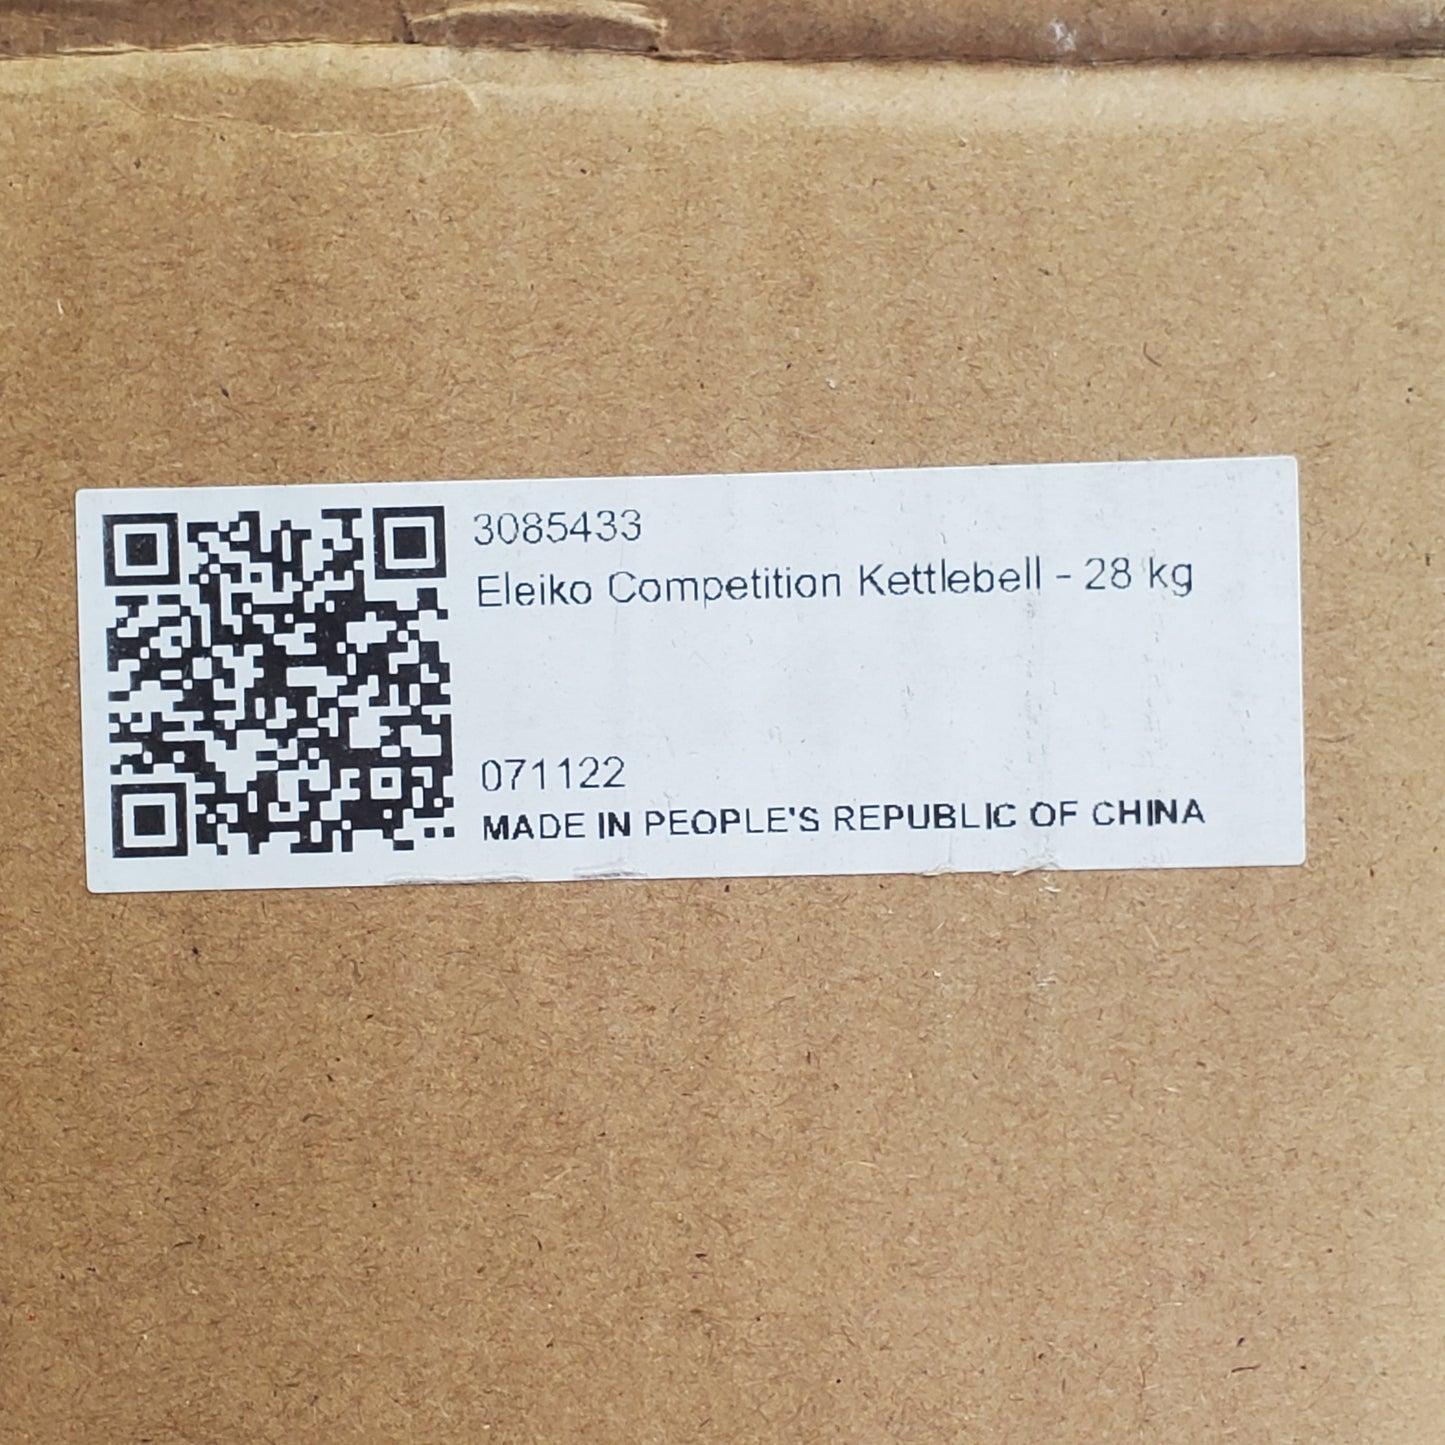 3085433
Eleiko Competition Kettlebell - 28 kg
071122
MADE IN PEOPLE'S REPUBLIC OF CHINA